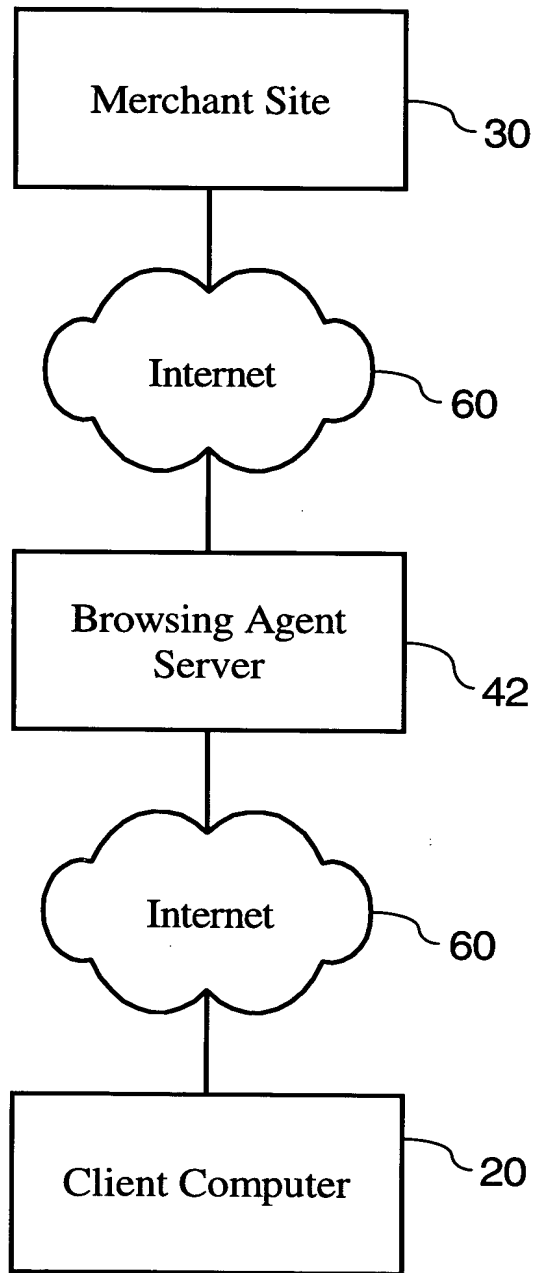 Merchant Site
30
Internet
60
Browsing Agent
Server
42
Internet
60
Client Computer
20